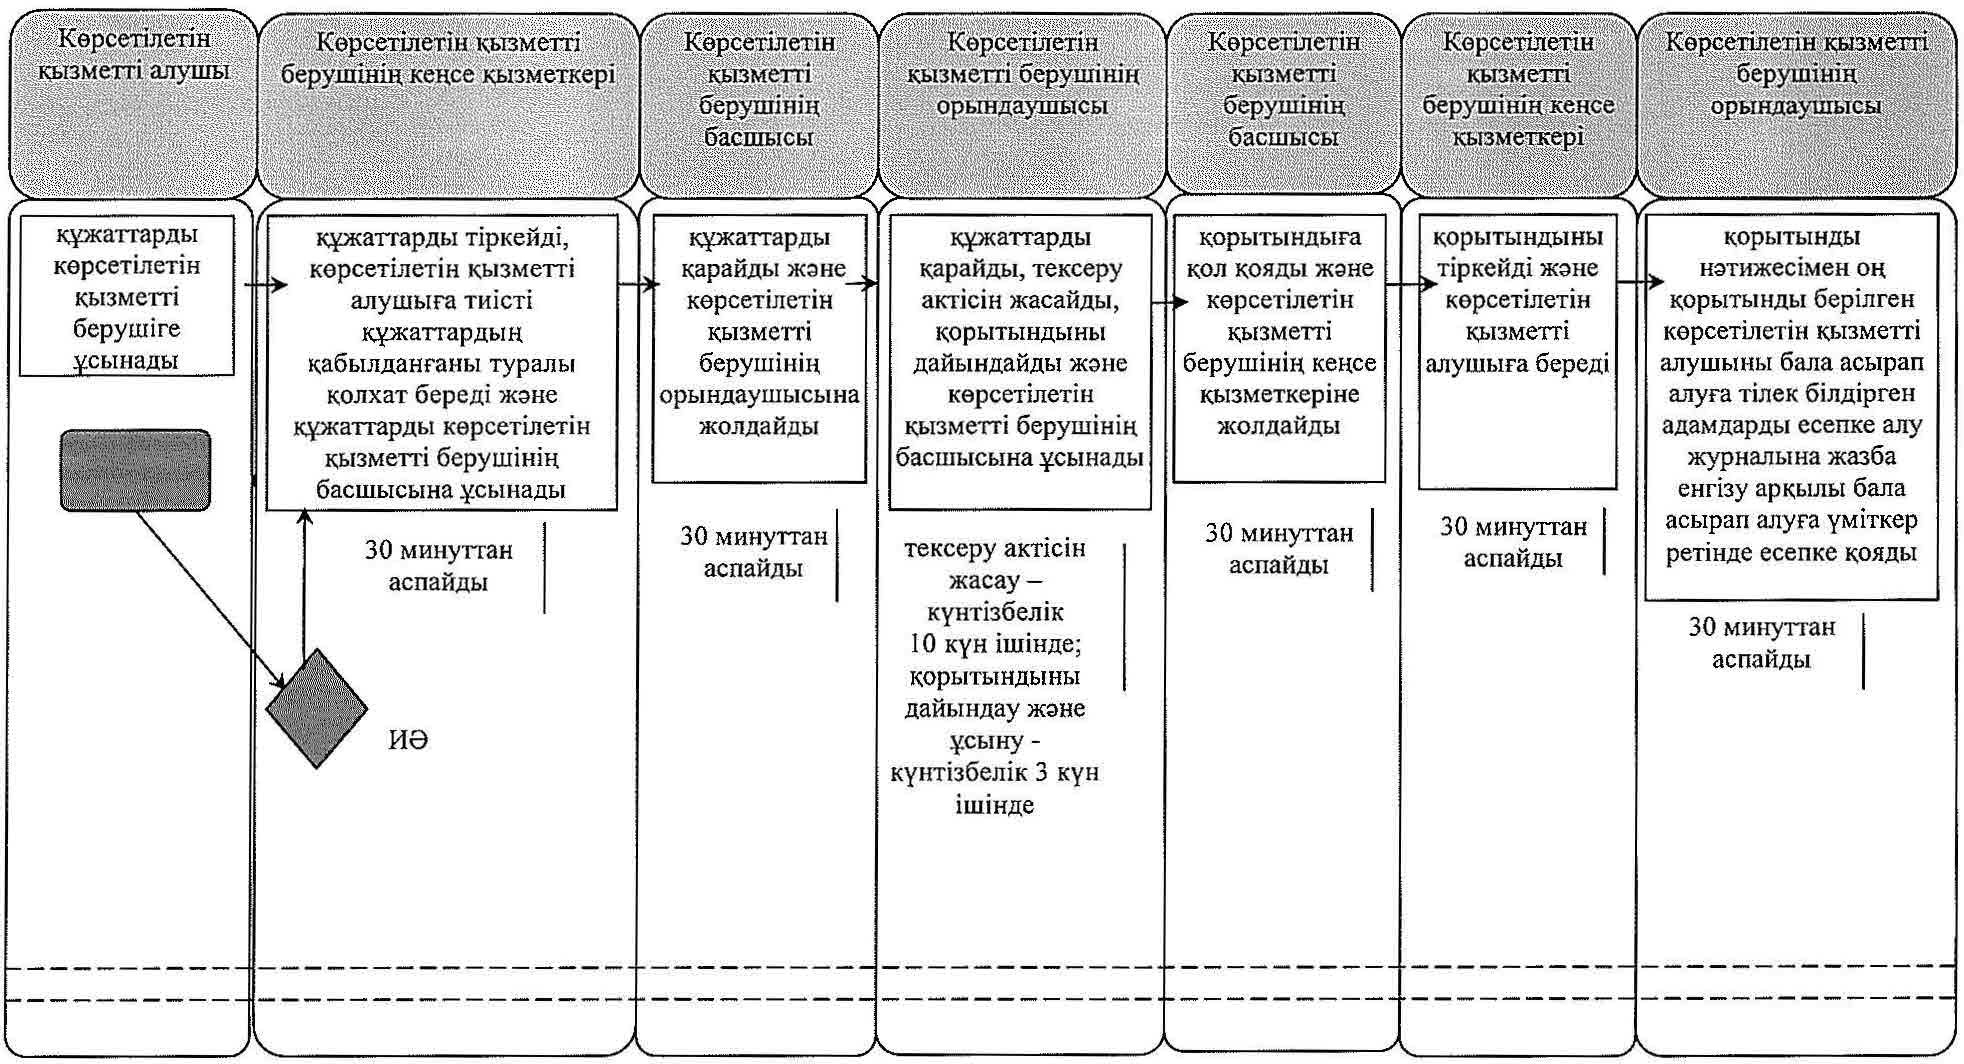 Көрсетілетін
қызметті алушы
Көрсетілетін қызметті
берушінің кеңсе қызметкері
Көрсетілетін
қызметті
берушінің
басшысы
Көрсетілетін
қызметті берушінің
орындаушысы
Көрсетілетін
қызметті
берушінің
басшысы
Көрсетілетін
қызметті
берушінің кеңсе
қызметкері
Көрсетілетін қызметті
берушінің
орындаушысы
құжаттарды
көрсетілетін
қызметті
берушіге
ұсынады
құжаттарды тіркейді,
көрсетілетін қызметті
алушыға тиісті
құжаттардың
қабылданғаны туралы
қолхат береді және
құжаттарды көрсетілетін
қызметті берушінің
басшысына ұсынады
30 минуттан
аспайды
ИӘ
құжаттарды
қарайды және
көрсетілетін
қызметті
берушінің
орындаушысына
жолдайды
30 минуттан
аспайды
құжаттарды
қарайды, тексеру
актісін жасайды,
қорытындыны
дайындайды және
көрсетілетін
қызметті берушінің
басшысына ұсынады
тексеру актісін
жасау –
күнтізбелік
10 күн ішінде;
қорытындыны
дайындау және
ұсыну -
күнтізбелік 3 күн
ішінде
қорытындыға
қол қояды және
көрсетілетін
қызметті
берушінің кеңсе
қызметкеріне
жолдайды
30 минуттан
аспайды
қорытындыны
тіркейді және
көрсетілетін
қызметті
алушыға береді
30 минуттан
аспайды
қорытынды
нәтижесімен оң
қорытынды берілген
көрсетілетін қызметті
алушыны бала асырап
алуға тілек білдірген
адамдарды есепке алу
журналына жазба
енгізу арқылы бала
асырап алуға үміткер
ретінде есепке қояды
30 минуттан
аспайды